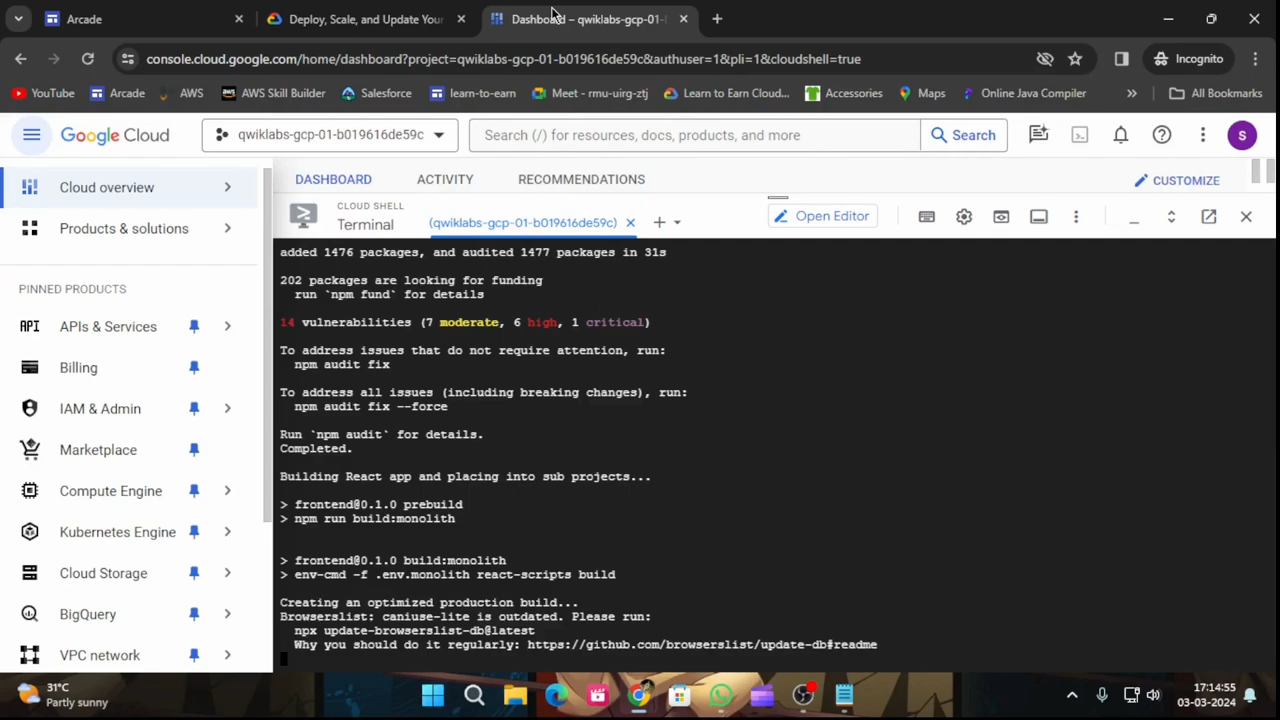 Arcade
Deploy, Scale, and Update Your
Dashboard – qwiklabs-gcp-01-
console.cloud.google.com/home/dashboard?project=qwiklabs-gcp-01-b019616de59c&authuser=1&pli=1&cloudshell=true
Incognito
YouTube
Arcade
AWS
AWS Skill Builder
Salesforce
learn-to-earn
Meet - rmu-uirg-ztj
Learn to Earn Cloud...
Accessories
Maps
Online Java Compiler
»
All Bookmarks
Google Cloud
qwiklabs-gcp-01-b019616de59c
Search (/) for resources, docs, products, and more
Search
S
Cloud overview
Products & solutions
PINNED PRODUCTS
API APIs & Services
Billing
IAM & Admin
Marketplace
Compute Engine
Kubernetes Engine
Cloud Storage
BigQuery
VPC network
DASHBOARD
ACTIVITY
RECOMMENDATIONS
CUSTOMIZE
CLOUD SHELL
Terminal
(qwiklabs-gcp-01-b019616de59c)
Open Editor
added 1476 packages, and audited 1477 packages in 31s
202 packages are looking for funding
run `npm fund` for details
14 vulnerabilities (7 moderate, 6 high, 1 critical)
To address issues that do not require attention, run:
npm audit fix
To address all issues (including breaking changes), run:
npm audit fix --force
Run `npm audit` for details.
Completed.
Building React app and placing into sub projects...
> frontend@0.1.0 prebuild
> npm run build:monolith
> frontend@0.1.0 build:monolith
> env-cmd -f .env.monolith react-scripts build
Creating an optimized production build...
Browserslist: caniuse-lite is outdated. Please run:
npx update-browserslist-db@latest
Why you should do it regularly: https://github.com/browserslist/update-db#readme
31°C
Partly sunny
17:14:55
03-03-2024